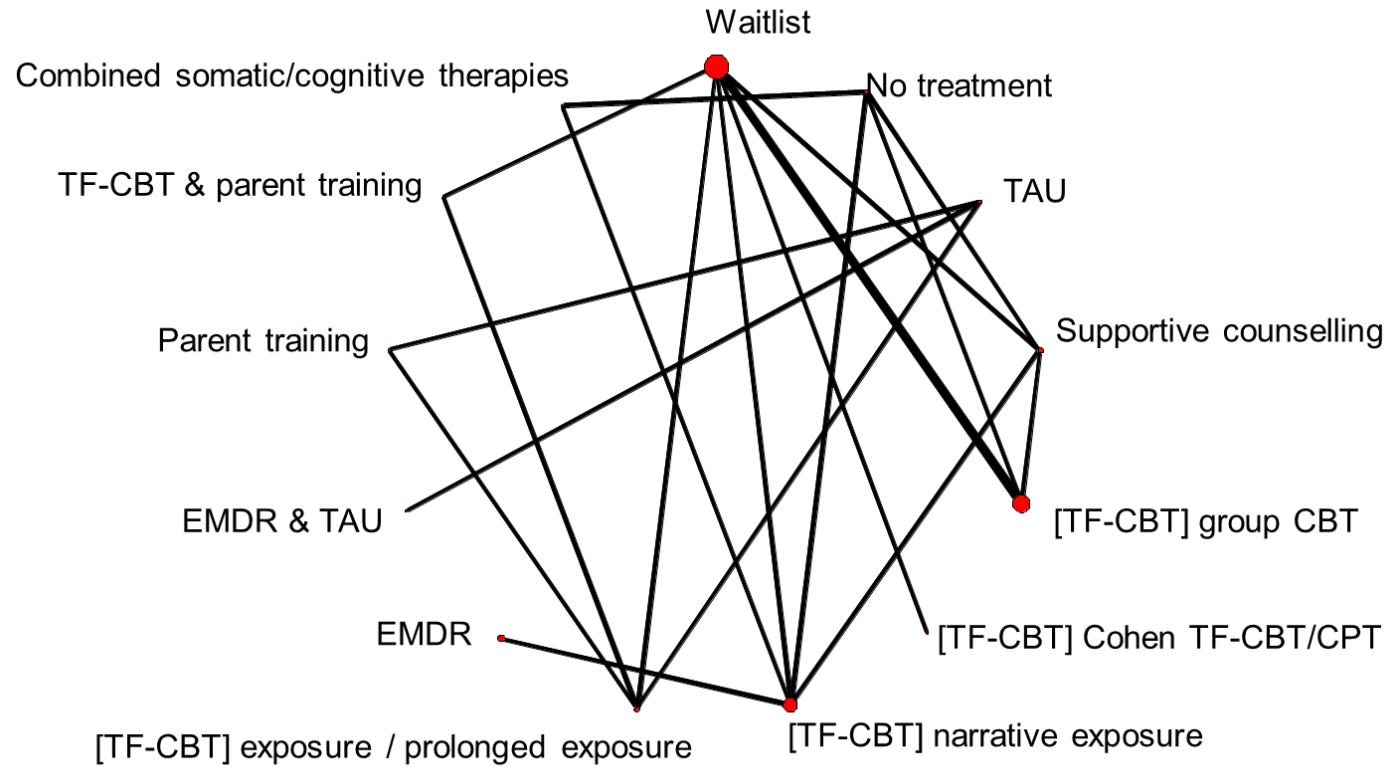 Waitlist
Combined somatic/cognitive therapies
No treatment
TF-CBT & parent training
TAU
Parent training
Supportive counselling
EMDR & TAU
[TF-CBT] group CBT
EMDR
[TF-CBT] Cohen TF-CBT/CPT
[TF-CBT] exposure / prolonged exposure
[TF-CBT] narrative exposure